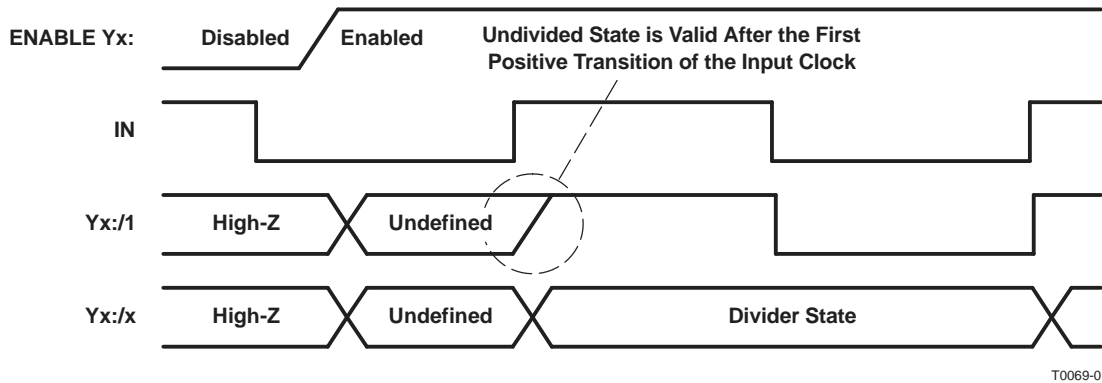 ENABLE Yx: Disabled Enabled Undivided State is Valid After the First
Positive Transition of the Input Clock
IN
Yx:/1 High-Z Undefined
Yx:/x High-Z Undefined Divider State
T0069-0